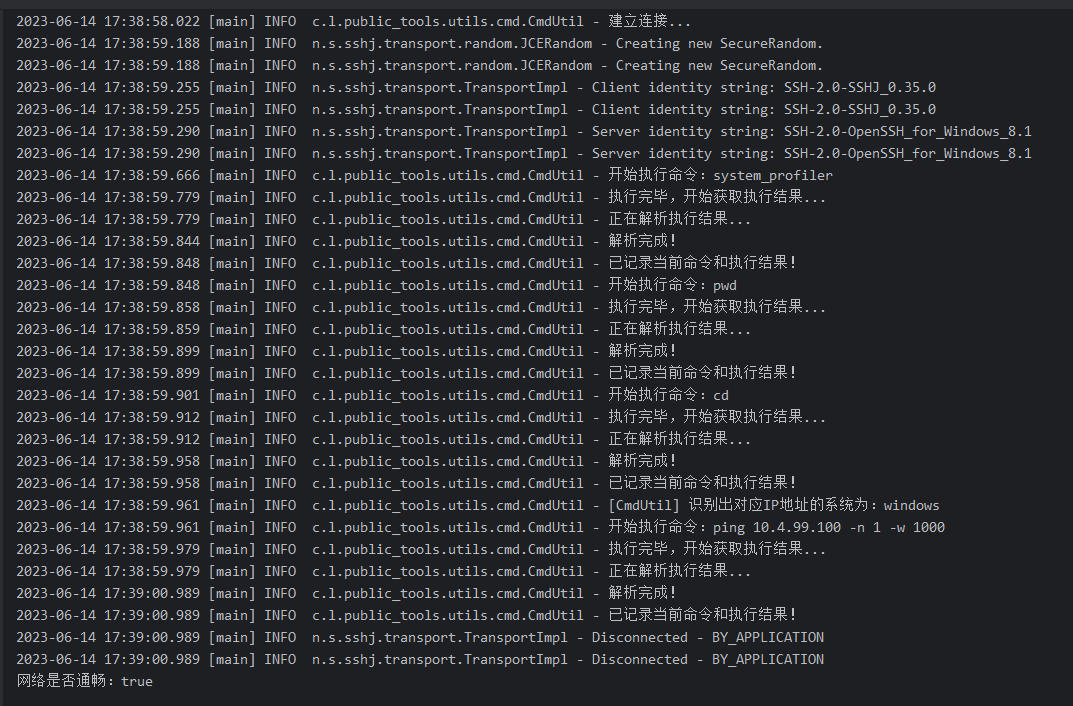 2023-06-14 17:38:58.022 [main] INFO  c.l.public_tools.utils.cmd.CmdUtil - 建立连接...
2023-06-14 17:38:59.188 [main] INFO  n.s.sshj.transport.random.JCERandom - Creating new SecureRandom.
2023-06-14 17:38:59.188 [main] INFO  n.s.sshj.transport.random.JCERandom - Creating new SecureRandom.
2023-06-14 17:38:59.255 [main] INFO  n.s.sshj.transport.TransportImpl - Client identity string: SSH-2.0-SSHJ_0.35.0
2023-06-14 17:38:59.255 [main] INFO  n.s.sshj.transport.TransportImpl - Client identity string: SSH-2.0-SSHJ_0.35.0
2023-06-14 17:38:59.290 [main] INFO  n.s.sshj.transport.TransportImpl - Server identity string: SSH-2.0-OpenSSH_for_Windows_8.1
2023-06-14 17:38:59.290 [main] INFO  n.s.sshj.transport.TransportImpl - Server identity string: SSH-2.0-OpenSSH_for_Windows_8.1
2023-06-14 17:38:59.666 [main] INFO  c.l.public_tools.utils.cmd.CmdUtil - 开始执行命令：system_profiler
2023-06-14 17:38:59.779 [main] INFO  c.l.public_tools.utils.cmd.CmdUtil - 执行完毕，开始获取执行结果...
2023-06-14 17:38:59.779 [main] INFO  c.l.public_tools.utils.cmd.CmdUtil - 正在解析执行结果...
2023-06-14 17:38:59.844 [main] INFO  c.l.public_tools.utils.cmd.CmdUtil - 解析完成！
2023-06-14 17:38:59.848 [main] INFO  c.l.public_tools.utils.cmd.CmdUtil - 已记录当前命令和执行结果！
2023-06-14 17:38:59.848 [main] INFO  c.l.public_tools.utils.cmd.CmdUtil - 开始执行命令：pwd
2023-06-14 17:38:59.858 [main] INFO  c.l.public_tools.utils.cmd.CmdUtil - 执行完毕，开始获取执行结果...
2023-06-14 17:38:59.859 [main] INFO  c.l.public_tools.utils.cmd.CmdUtil - 正在解析执行结果...
2023-06-14 17:38:59.899 [main] INFO  c.l.public_tools.utils.cmd.CmdUtil - 解析完成！
2023-06-14 17:38:59.899 [main] INFO  c.l.public_tools.utils.cmd.CmdUtil - 已记录当前命令和执行结果！
2023-06-14 17:38:59.901 [main] INFO  c.l.public_tools.utils.cmd.CmdUtil - 开始执行命令：cd
2023-06-14 17:38:59.912 [main] INFO  c.l.public_tools.utils.cmd.CmdUtil - 执行完毕，开始获取执行结果...
2023-06-14 17:38:59.912 [main] INFO  c.l.public_tools.utils.cmd.CmdUtil - 正在解析执行结果...
2023-06-14 17:38:59.958 [main] INFO  c.l.public_tools.utils.cmd.CmdUtil - 解析完成！
2023-06-14 17:38:59.958 [main] INFO  c.l.public_tools.utils.cmd.CmdUtil - 已记录当前命令和执行结果！
2023-06-14 17:38:59.961 [main] INFO  c.l.public_tools.utils.cmd.CmdUtil - [CmdUtil] 识别出对应IP地址的系统为：windows
2023-06-14 17:38:59.961 [main] INFO  c.l.public_tools.utils.cmd.CmdUtil - 开始执行命令：ping 10.4.99.100 -n 1 -w 1000
2023-06-14 17:38:59.979 [main] INFO  c.l.public_tools.utils.cmd.CmdUtil - 执行完毕，开始获取执行结果...
2023-06-14 17:38:59.979 [main] INFO  c.l.public_tools.utils.cmd.CmdUtil - 正在解析执行结果...
2023-06-14 17:39:00.989 [main] INFO  c.l.public_tools.utils.cmd.CmdUtil - 解析完成！
2023-06-14 17:39:00.989 [main] INFO  c.l.public_tools.utils.cmd.CmdUtil - 已记录当前命令和执行结果！
2023-06-14 17:39:00.989 [main] INFO  n.s.sshj.transport.TransportImpl - Disconnected - BY_APPLICATION
2023-06-14 17:39:00.989 [main] INFO  n.s.sshj.transport.TransportImpl - Disconnected - BY_APPLICATION
网络是否通畅：true